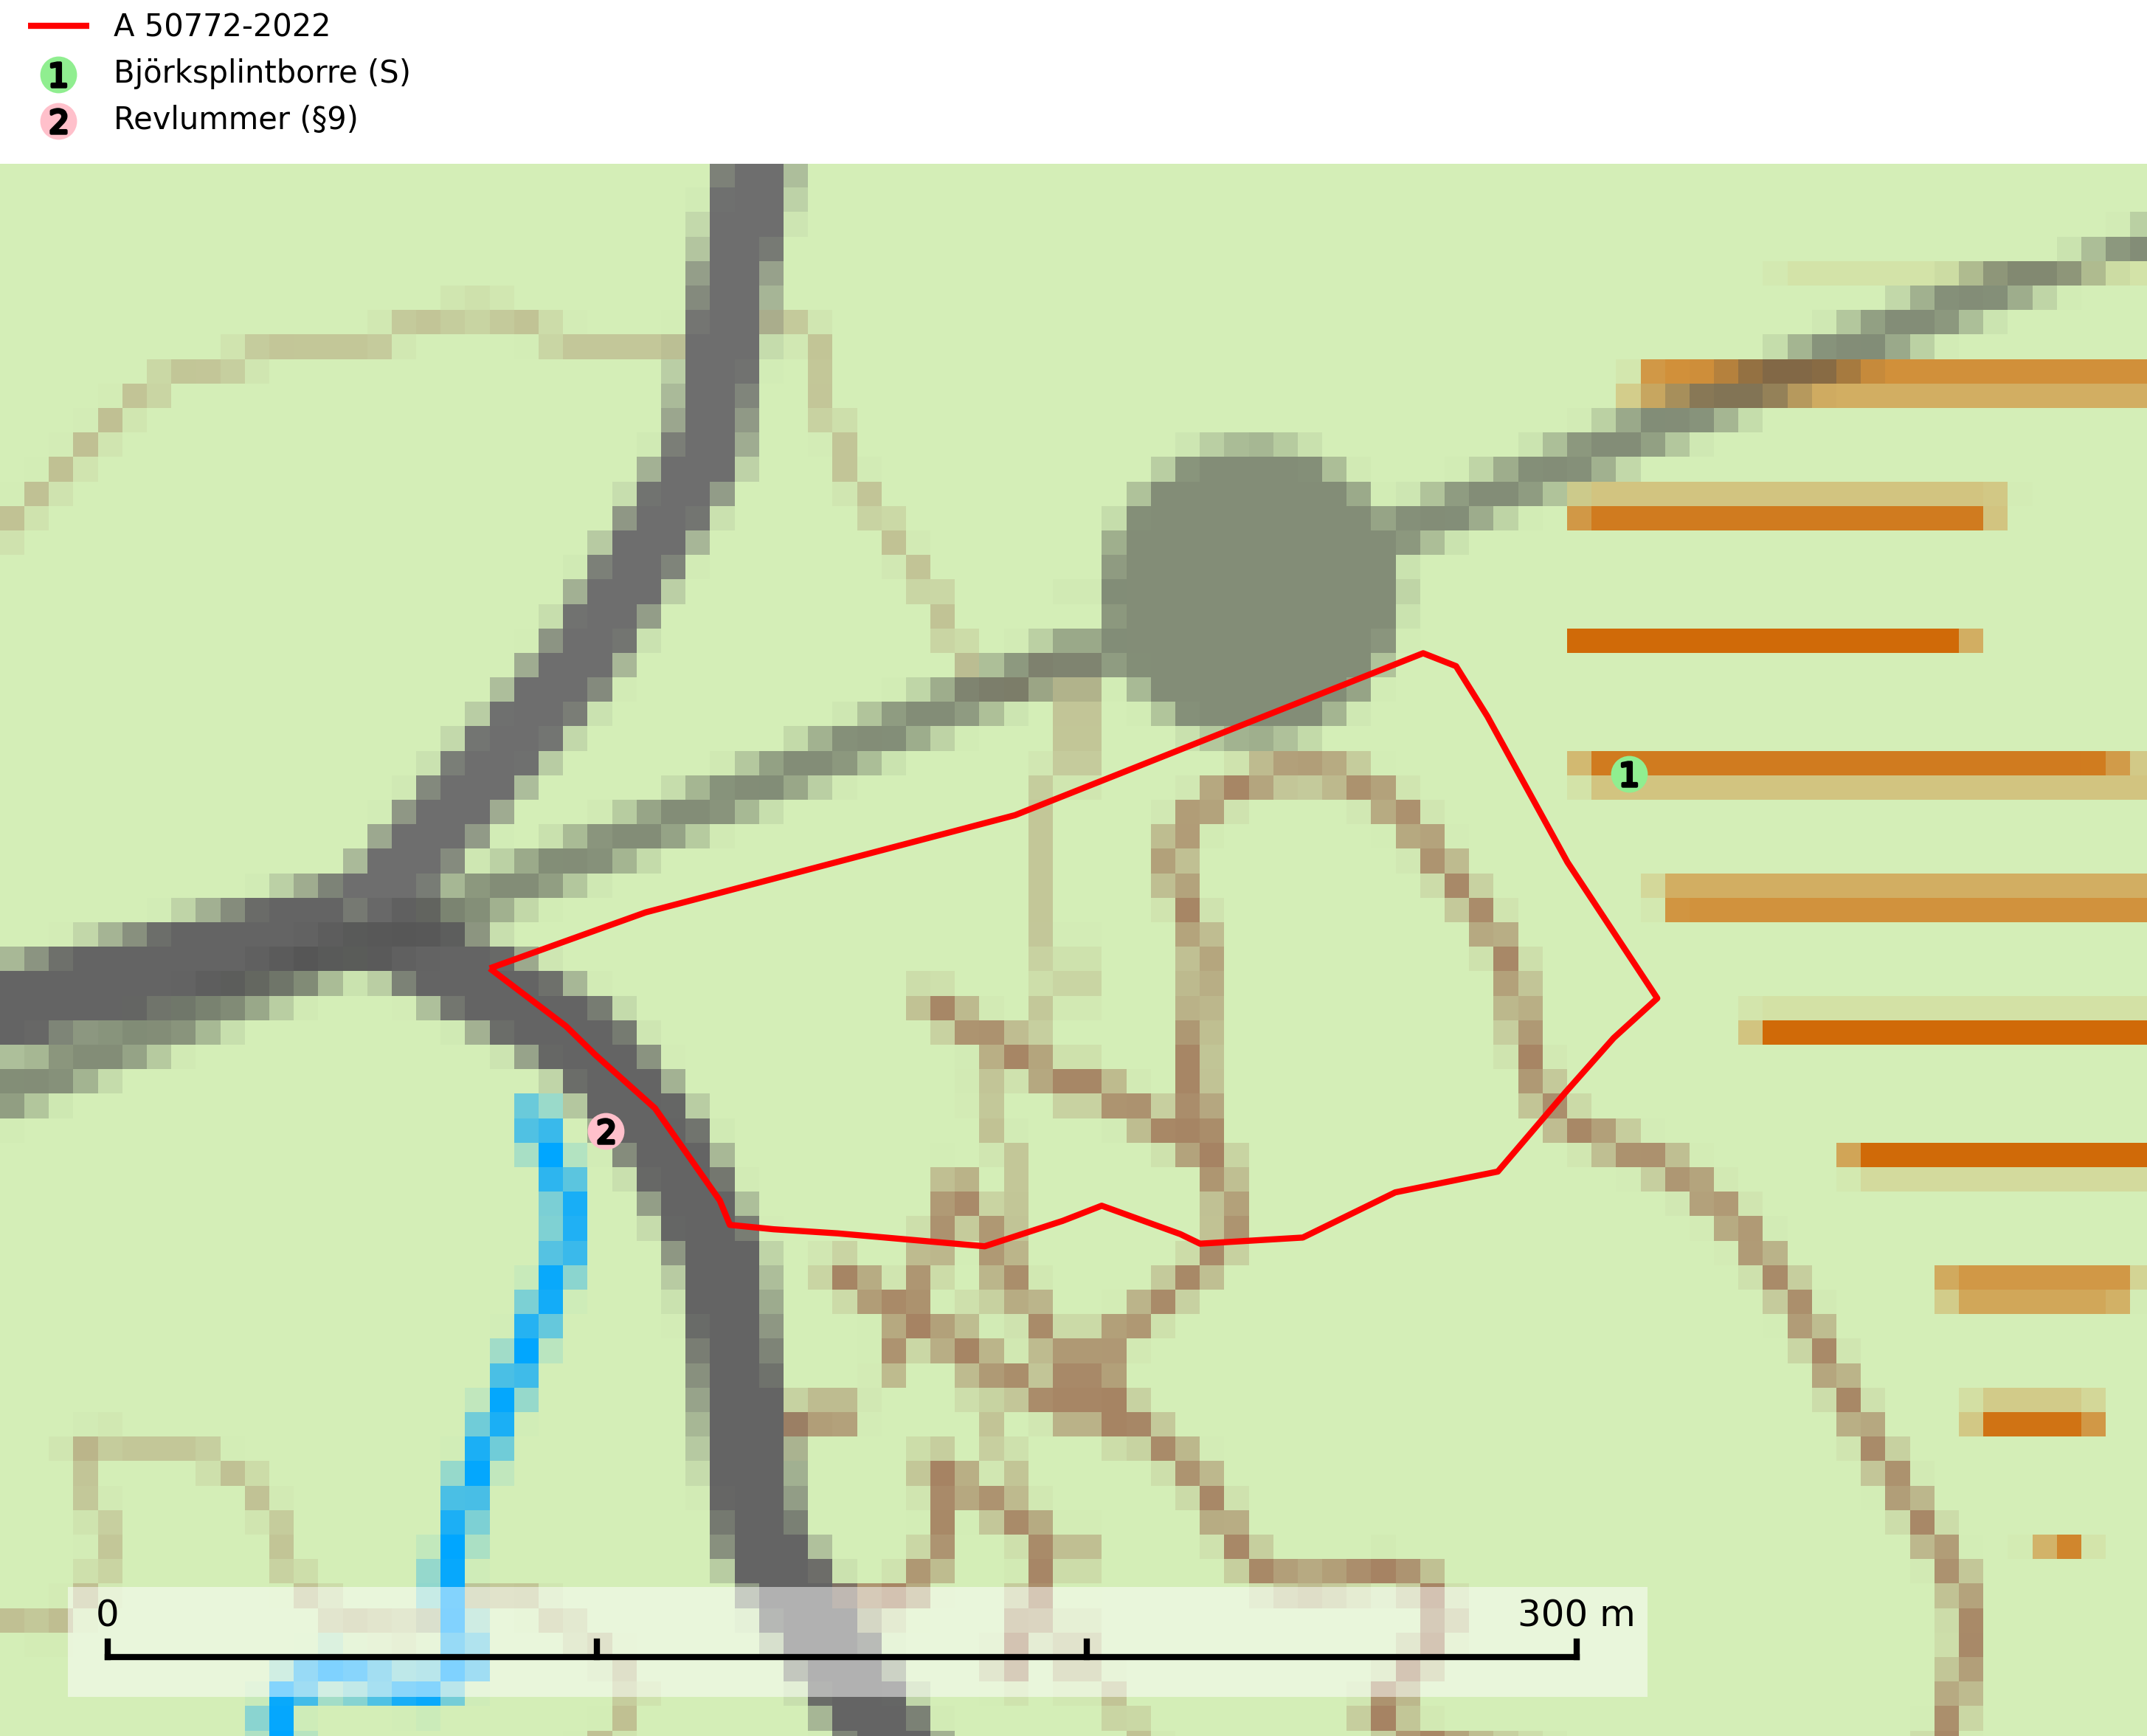 A 50772-2022
1 Björksplintborre (S)
2 Revlummer (§9)
1
2
0 300 m